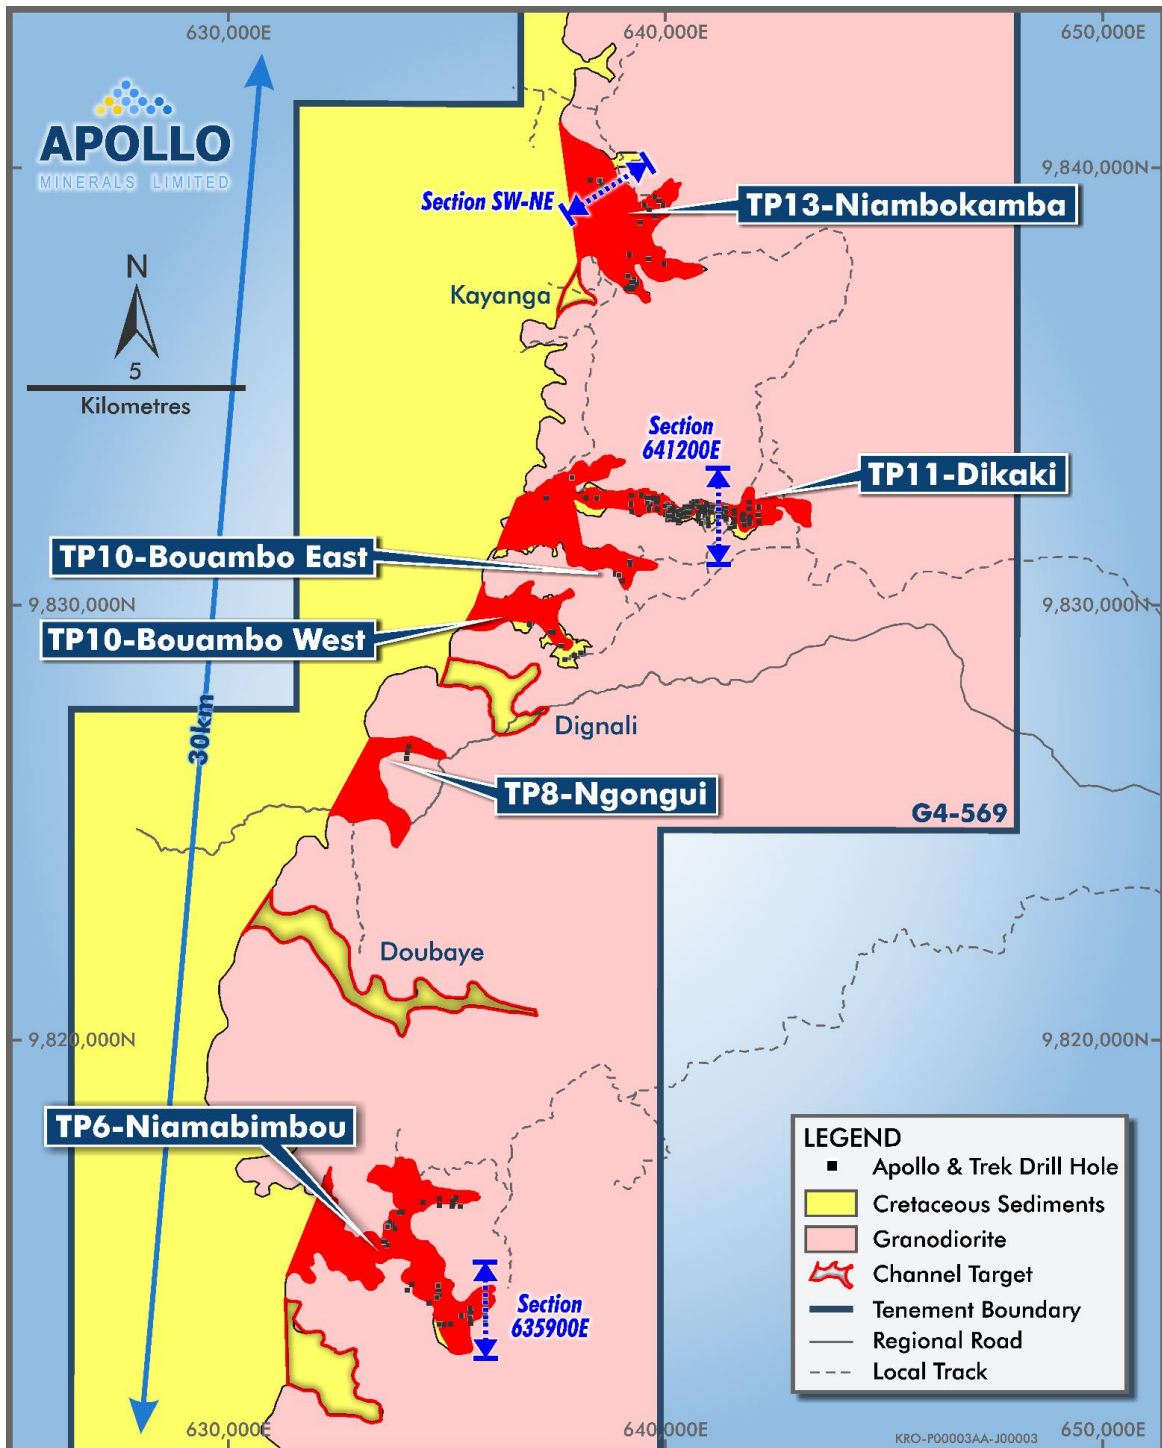 630,000E
640,000E
650,000E
APOLLO
MINERALS LIMITED
9,840,000N
Section SW-NE
TP13-Niambokamba
N
Kayanga
5
Kilometres
Section
641200E
TP11-Dikaki
TP10-Bouambo East
9,830,000N
9,830,000N
TP10-Bouambo West
30km
Dignali
TP8-Ngongui
G4-569
Doubaye
9,820,000N
9,820,000N
TP6-Niamabimbou
LEGEND
Apollo & Trek Drill Hole
Cretaceous Sediments
Granodiorite
Channel Target
Tenement Boundary
Regional Road
Local Track
Section
635900E
630,000E
640,000E
650,000E
KRO-P00003AA-J00003